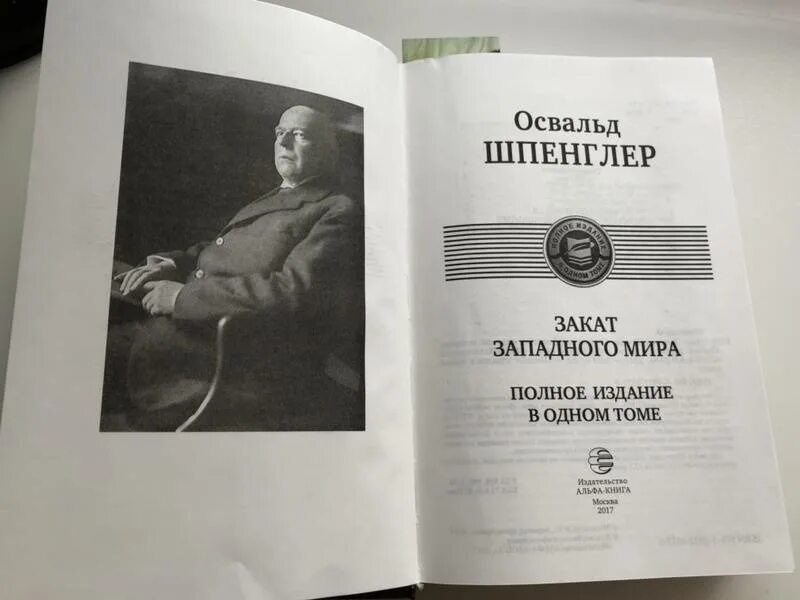 Освальд
ШПЕНГЛЕР
ПОЛНОЕ ИЗДАНИЕ
В ОДНОМ ТОМЕ
ЗАКАТ
ЗАПАДНОГО МИРА
ПОЛНОЕ ИЗДАНИЕ
В ОДНОМ ТОМЕ
Издательство
АЛЬФА-КНИГА
Москва
2017